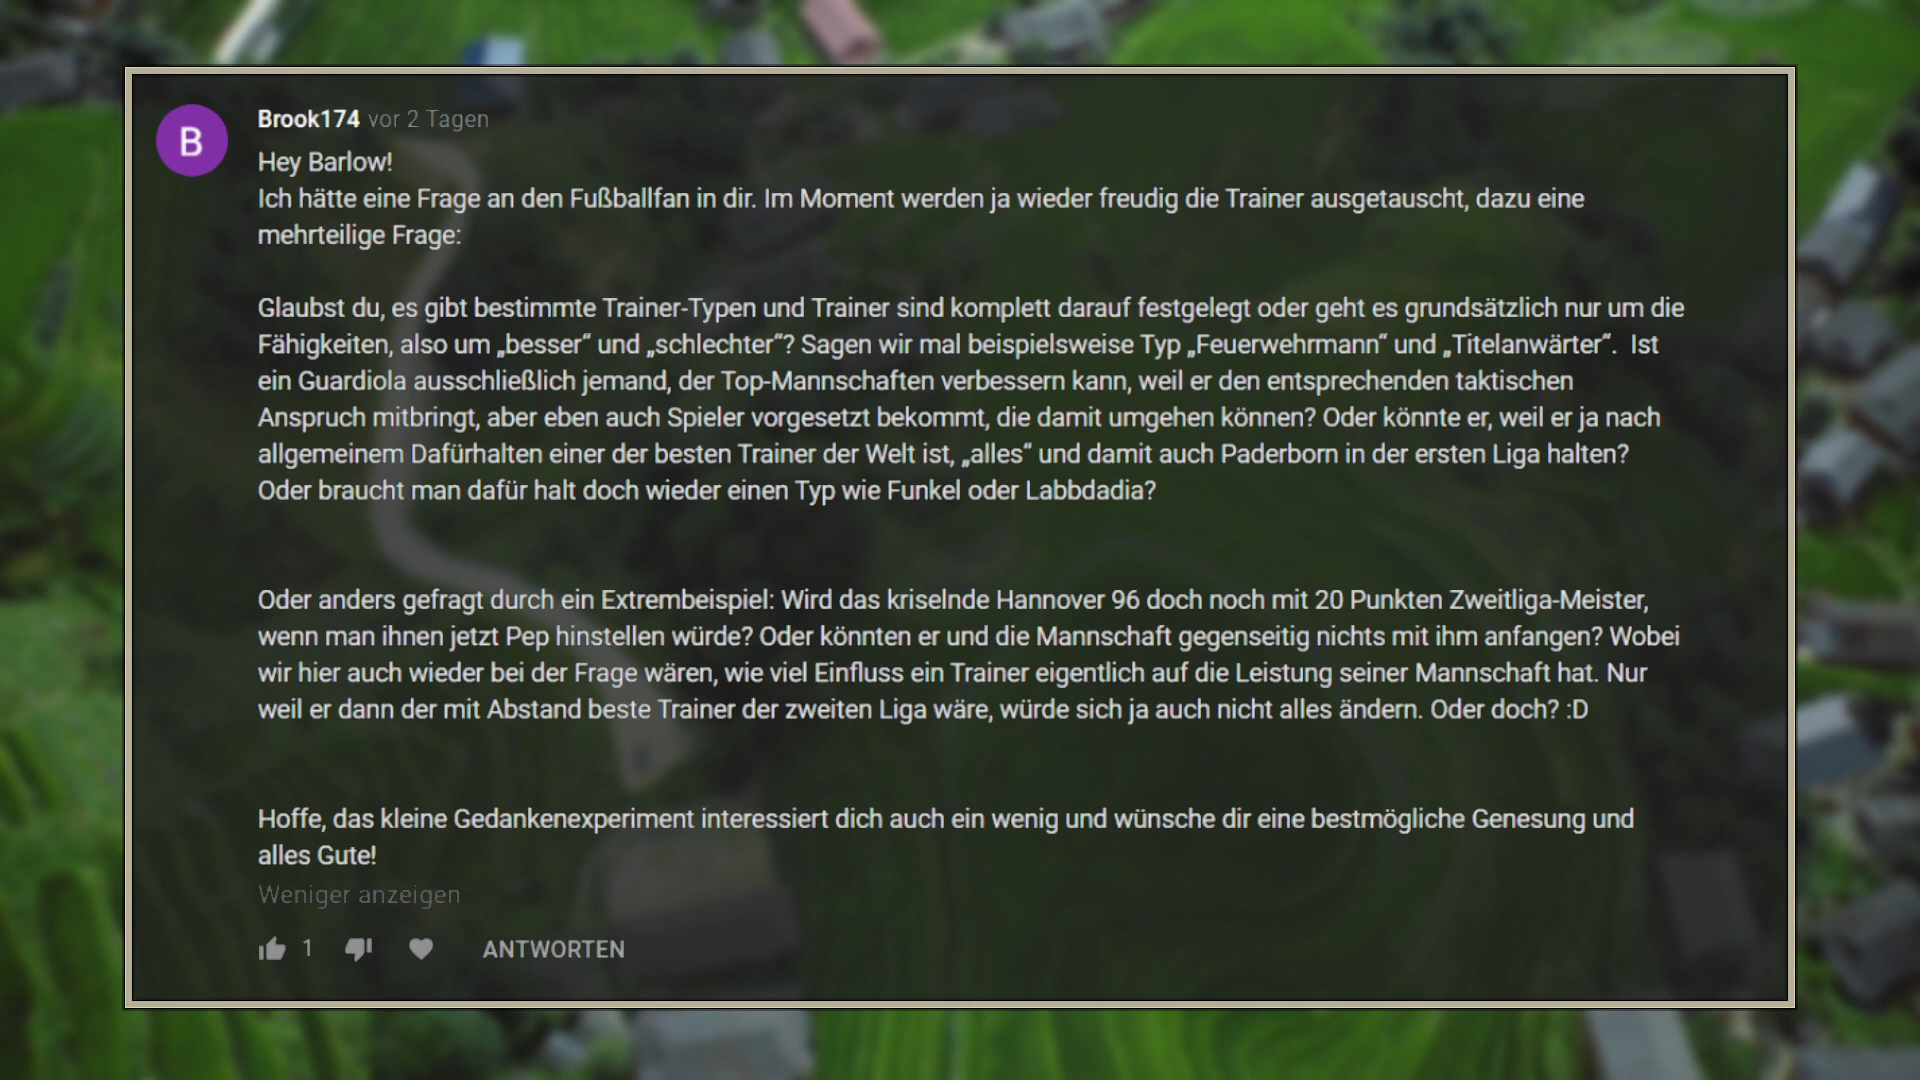 B
Brook174 vor 2 Tagen
Hey Barlow!
Ich hätte eine Frage an den Fußballfan in dir. Im Moment werden ja wieder freudig die Trainer ausgetauscht, dazu eine
mehrteilige Frage:
Glaubst du, es gibt bestimmte Trainer-Typen und Trainer sind komplett darauf festgelegt oder geht es grundsätzlich nur um die
Fähigkeiten, also um „besser“ und „schlechter“? Sagen wir mal beispielsweise Typ „Feuerwehrmann“ und „Titelanwärter“.  Ist
ein Guardiola ausschließlich jemand, der Top-Mannschaften verbessern kann, weil er den entsprechenden taktischen
Anspruch mitbringt, aber eben auch Spieler vorgesetzt bekommt, die damit umgehen können? Oder könnte er, weil er ja nach
allgemeinem Dafürhalten einer der besten Trainer der Welt ist, „alles“ und damit auch Paderborn in der ersten Liga halten?
Oder braucht man dafür halt doch wieder einen Typ wie Funkel oder Labbdadia?
Oder anders gefragt durch ein Extrembeispiel: Wird das kriselnde Hannover 96 doch noch mit 20 Punkten Zweitliga-Meister,
wenn man ihnen jetzt Pep hinstellen würde? Oder könnten er und die Mannschaft gegenseitig nichts mit ihm anfangen? Wobei
wir hier auch wieder bei der Frage wären, wie viel Einfluss ein Trainer eigentlich auf die Leistung seiner Mannschaft hat. Nur
weil er dann der mit Abstand beste Trainer der zweiten Liga wäre, würde sich ja auch nicht alles ändern. Oder doch? :D
Hoffe, das kleine Gedankenexperiment interessiert dich auch ein wenig und wünsche dir eine bestmögliche Genesung und
alles Gute!
Weniger anzeigen
1 ANTWORTEN